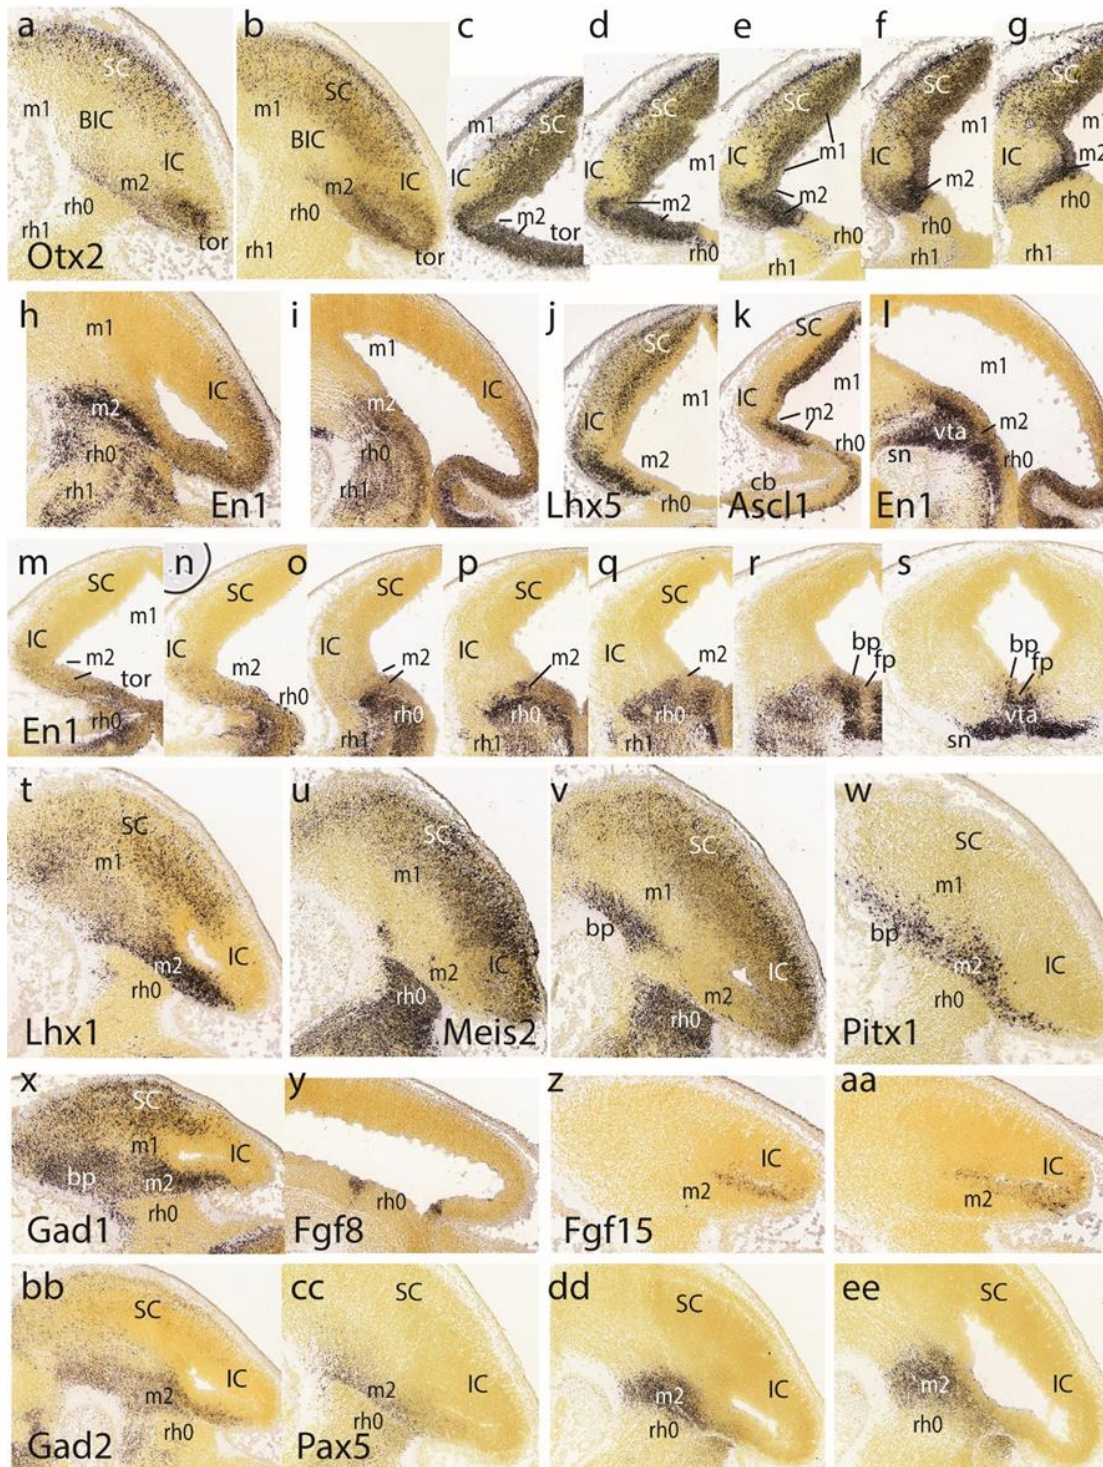 a b c d e f g
SC SC SC SC SC SC SC
m1 m1 m1 m1 m1 m1 m1
BIC BIC IC IC IC IC IC
IC IC m1
m2 m2 m2 m2 m2 m2 m2
rh0 rh0 tor rh0 rh0 rh0 rh0
rh1 rh1 rh1 rh1 rh1
Otx2 tor tor
h i j k l
m1 m1 SC SC m1
IC IC m1 m1
m2 m2 IC IC m2 m2
rh0 rh0 m2 rh0 vta
rh1 rh1 rh0 cb sn rh0
En1 Lhx5 Ascl1 En1
m n o p q r s
SC SC SC SC
m1
IC IC IC IC IC bp bp
m2 m2 m2 m2 m2 fp fp
tor rh0 rh0 rh0 rh0 vta
En1 rh0 rh1 rh1 rh1 sn
t u v w
SC SC SC SC
m1 m1 m1 m1
bp bp
IC IC IC IC
m2 m2 m2 m2
rh0 rh0 rh0 rh0
Lhx1 Meis2 Pitx1
x y z aa
SC
m1 IC IC IC
bp m2 m2 m2
rh0 rh0
Gad1 Fgf8 Fgf15
bb cc dd ee
SC SC SC SC
IC IC IC IC
m2 m2 m2 m2
rh0 rh0 rh0 rh0
Gad2 Pax5